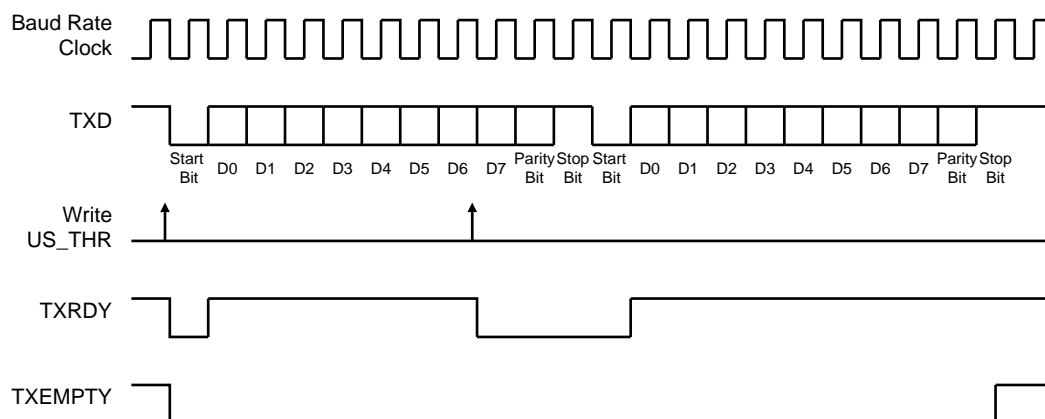 Baud Rate
Clock
TXD
Start
Bit
D0
D1
D2
D3
D4
D5
D6
D7
Parity
Bit
Stop
Bit
Start
Bit
D0
D1
D2
D3
D4
D5
D6
D7
Parity
Bit
Stop
Bit
Write
US_THR
TXRDY
TXEMPTY